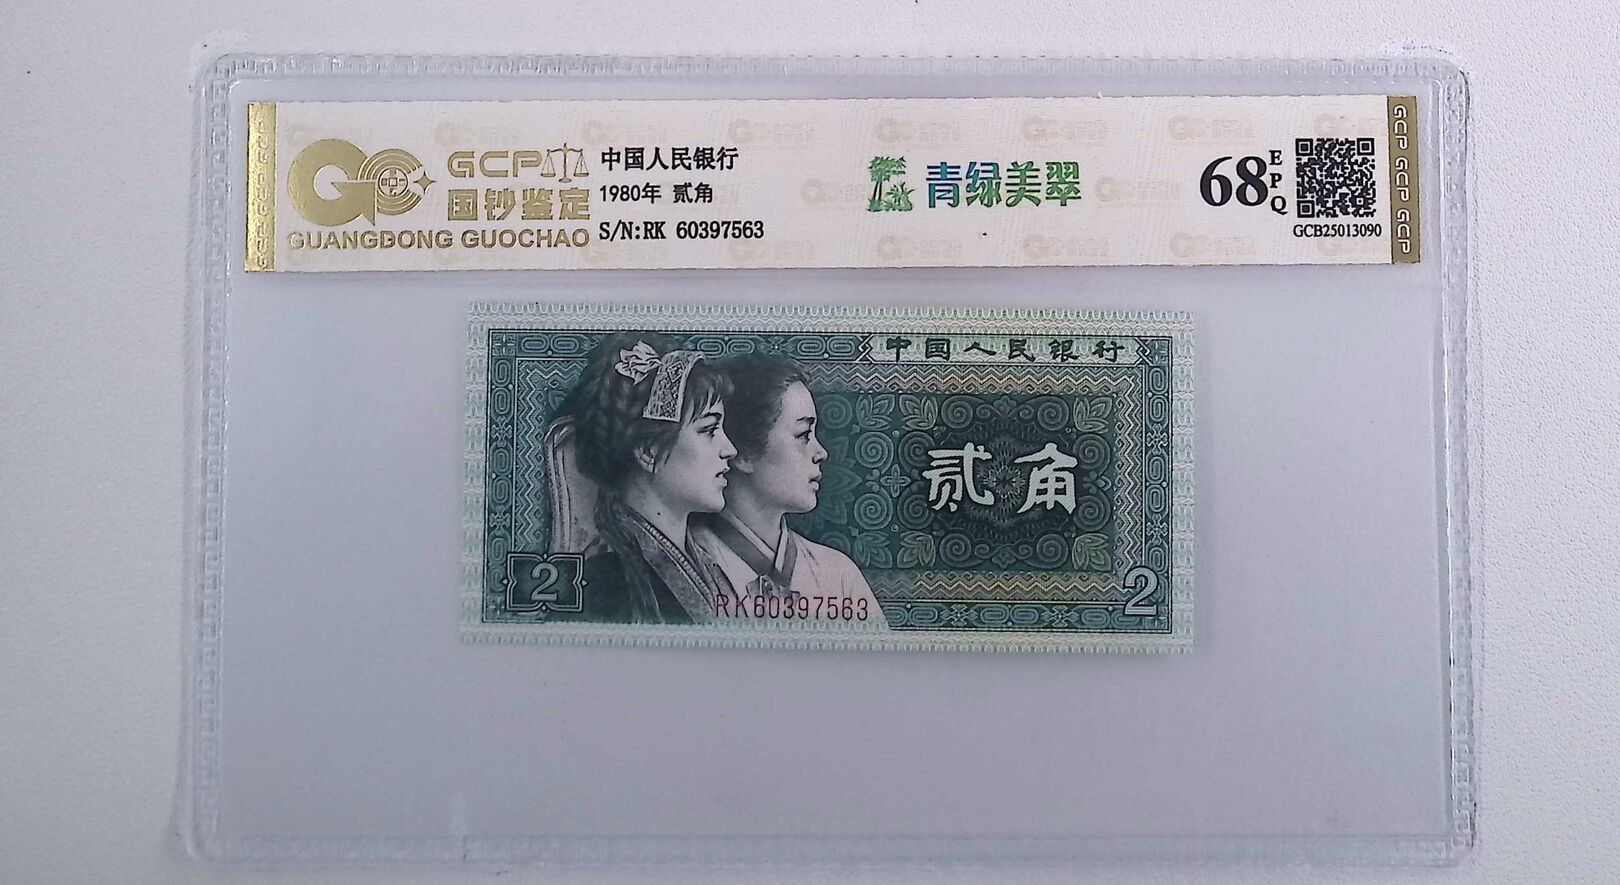 GCP
国钞鉴定
GUANGDONG GUOCHAO
中国人民银行
1980年 贰角
S/N:RK 60397563
青绿美翠
68 EPQ
GCB25013090
GCP GCP GCP
中国人民银行
贰角
2
RK60397563
2